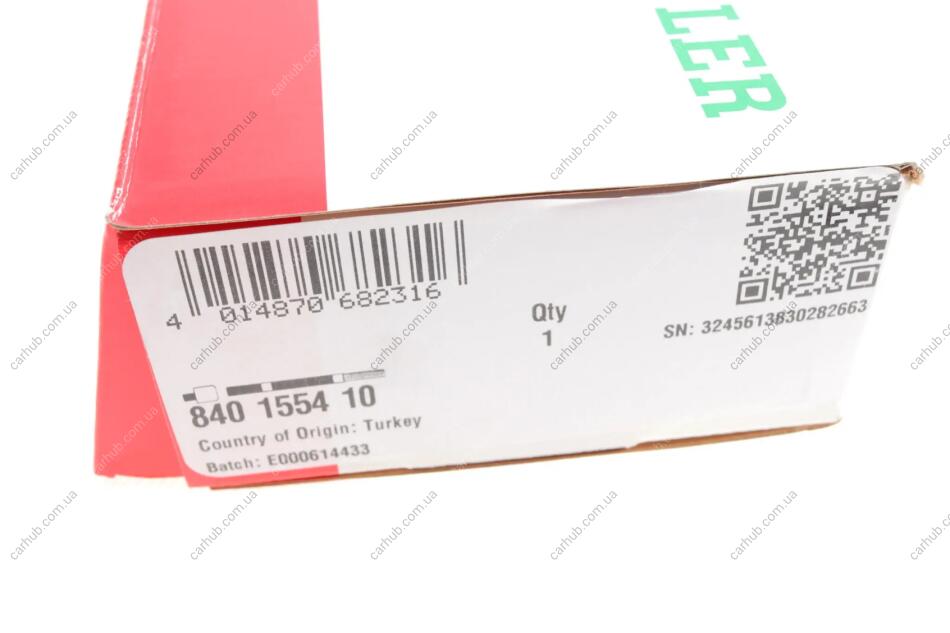 LER
4 014870 682316
Qty
1
SN: 3245613830282663
840 1554 10
Country of Origin: Turkey
Batch: E000614433
carhub.com.ua